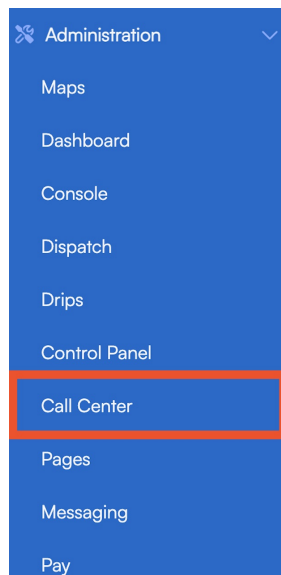 Administration
Maps
Dashboard
Console
Dispatch
Drips
Control Panel
Call Center
Pages
Messaging
Pay